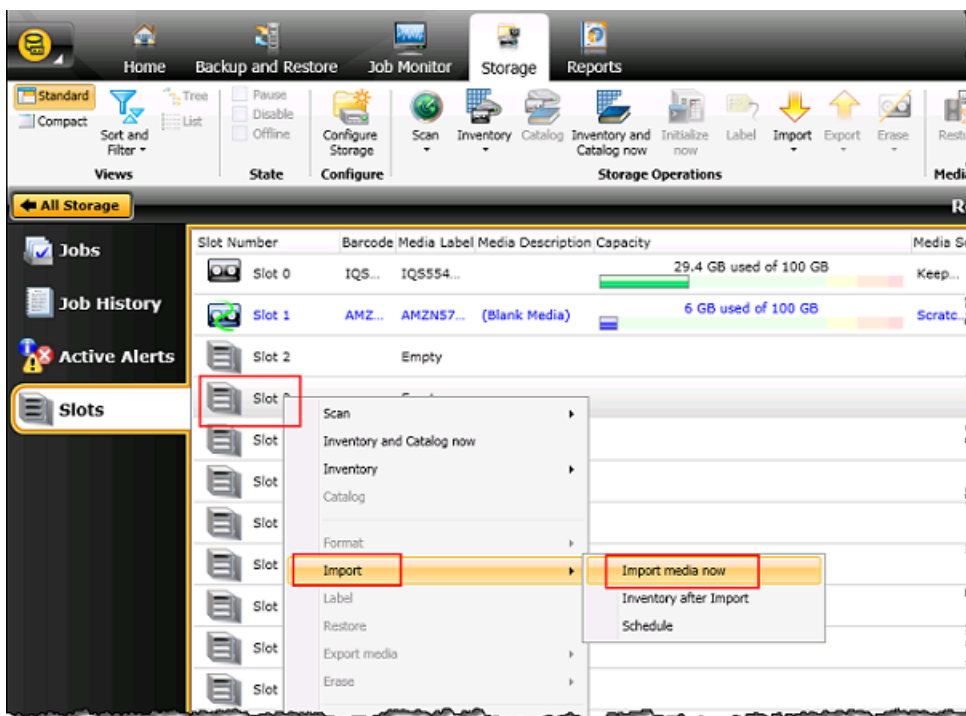 Home Backup and Restore Job Monitor Storage Reports
Standard Tree Pause
Compact List Disable
Sort and Filter Offline
Configure Storage Scan Inventory Catalog Inventory and Catalog now Initialize now Label Import Export Erase
Views State Configure Storage Operations
All Storage
Jobs
Job History
Active Alerts
Slots
Slot Number Barcode Media Label Media Description Capacity
Slot 0 IQS... IQS554... 29.4 GB used of 100 GB Keep...
Slot 1 AMZ... AMZN57... (Blank Media) 6 GB used of 100 GB Scratc...
Slot 2 Empty
Slot
Slot
Slot
Slot
Slot
Slot
Slot
Slot
Scan
Inventory and Catalog now
Inventory
Catalog
Format
Import
Label
Restore
Export media
Erase
Import media now
Inventory after Import
Schedule